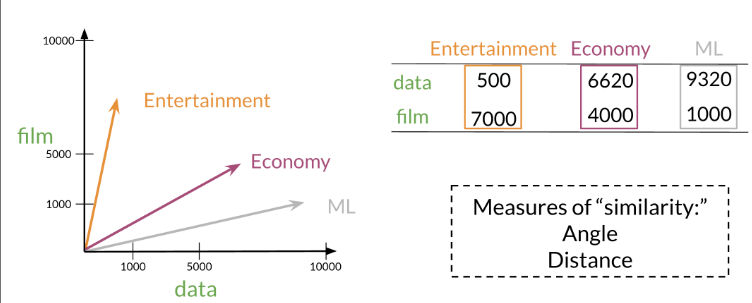 10000
Entertainment
film
5000
Economy
1000
ML
1000 5000 10000
data
Entertainment Economy ML
data 500 6620 9320
film 7000 4000 1000
Measures of “similarity:”
Angle
Distance